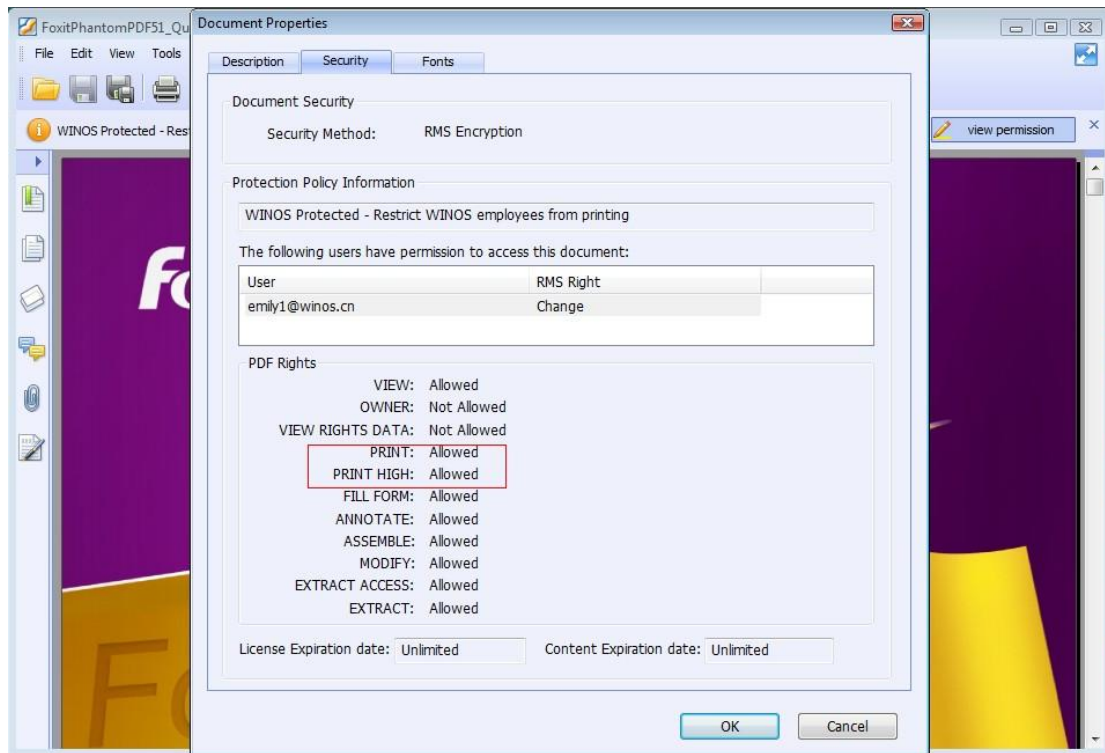 FoxitPhantomPDF51_Qu
Document Properties
File Edit View Tools
Description Security Fonts
WINOS Protected - Res
view permission
Document Security
Security Method: RMS Encryption
Protection Policy Information
WINOS Protected - Restrict WINOS employees from printing
The following users have permission to access this document:
User RMS Right
emily1@winos.cn Change
PDF Rights
VIEW: Allowed
OWNER: Not Allowed
VIEW RIGHTS DATA: Not Allowed
PRINT: Allowed
PRINT HIGH: Allowed
FILL FORM: Allowed
ANNOTATE: Allowed
ASSEMBLE: Allowed
MODIFY: Allowed
EXTRACT ACCESS: Allowed
EXTRACT: Allowed
License Expiration date: Unlimited Content Expiration date: Unlimited
OK Cancel
Fo
Fo